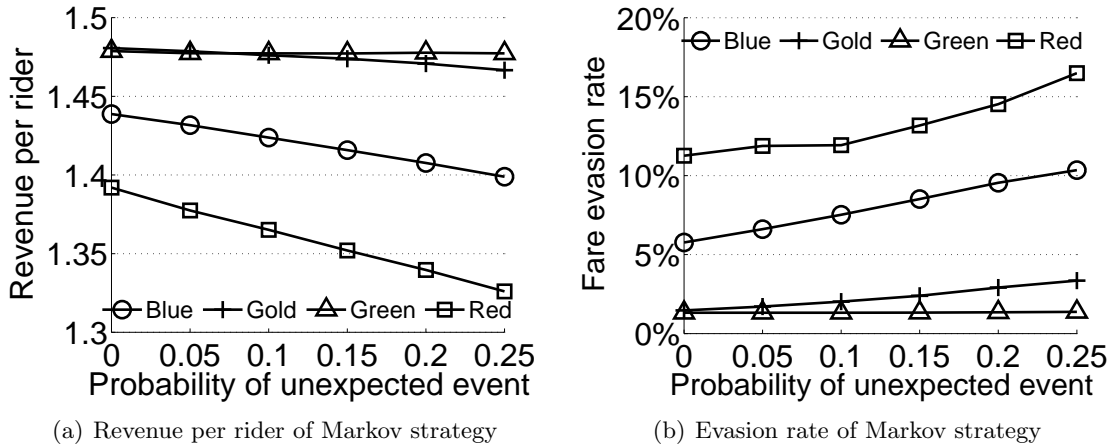 1.5
1.45
1.4
1.35
1.3
Revenue per rider
Blue Gold Green Red
0 0.05 0.1 0.15 0.2 0.25
Probability of unexpected event
(a) Revenue per rider of Markov strategy
20%
15%
10%
5%
0%
Fare evasion rate
Blue Gold Green Red
0 0.05 0.1 0.15 0.2 0.25
Probability of unexpected event
(b) Evasion rate of Markov strategy